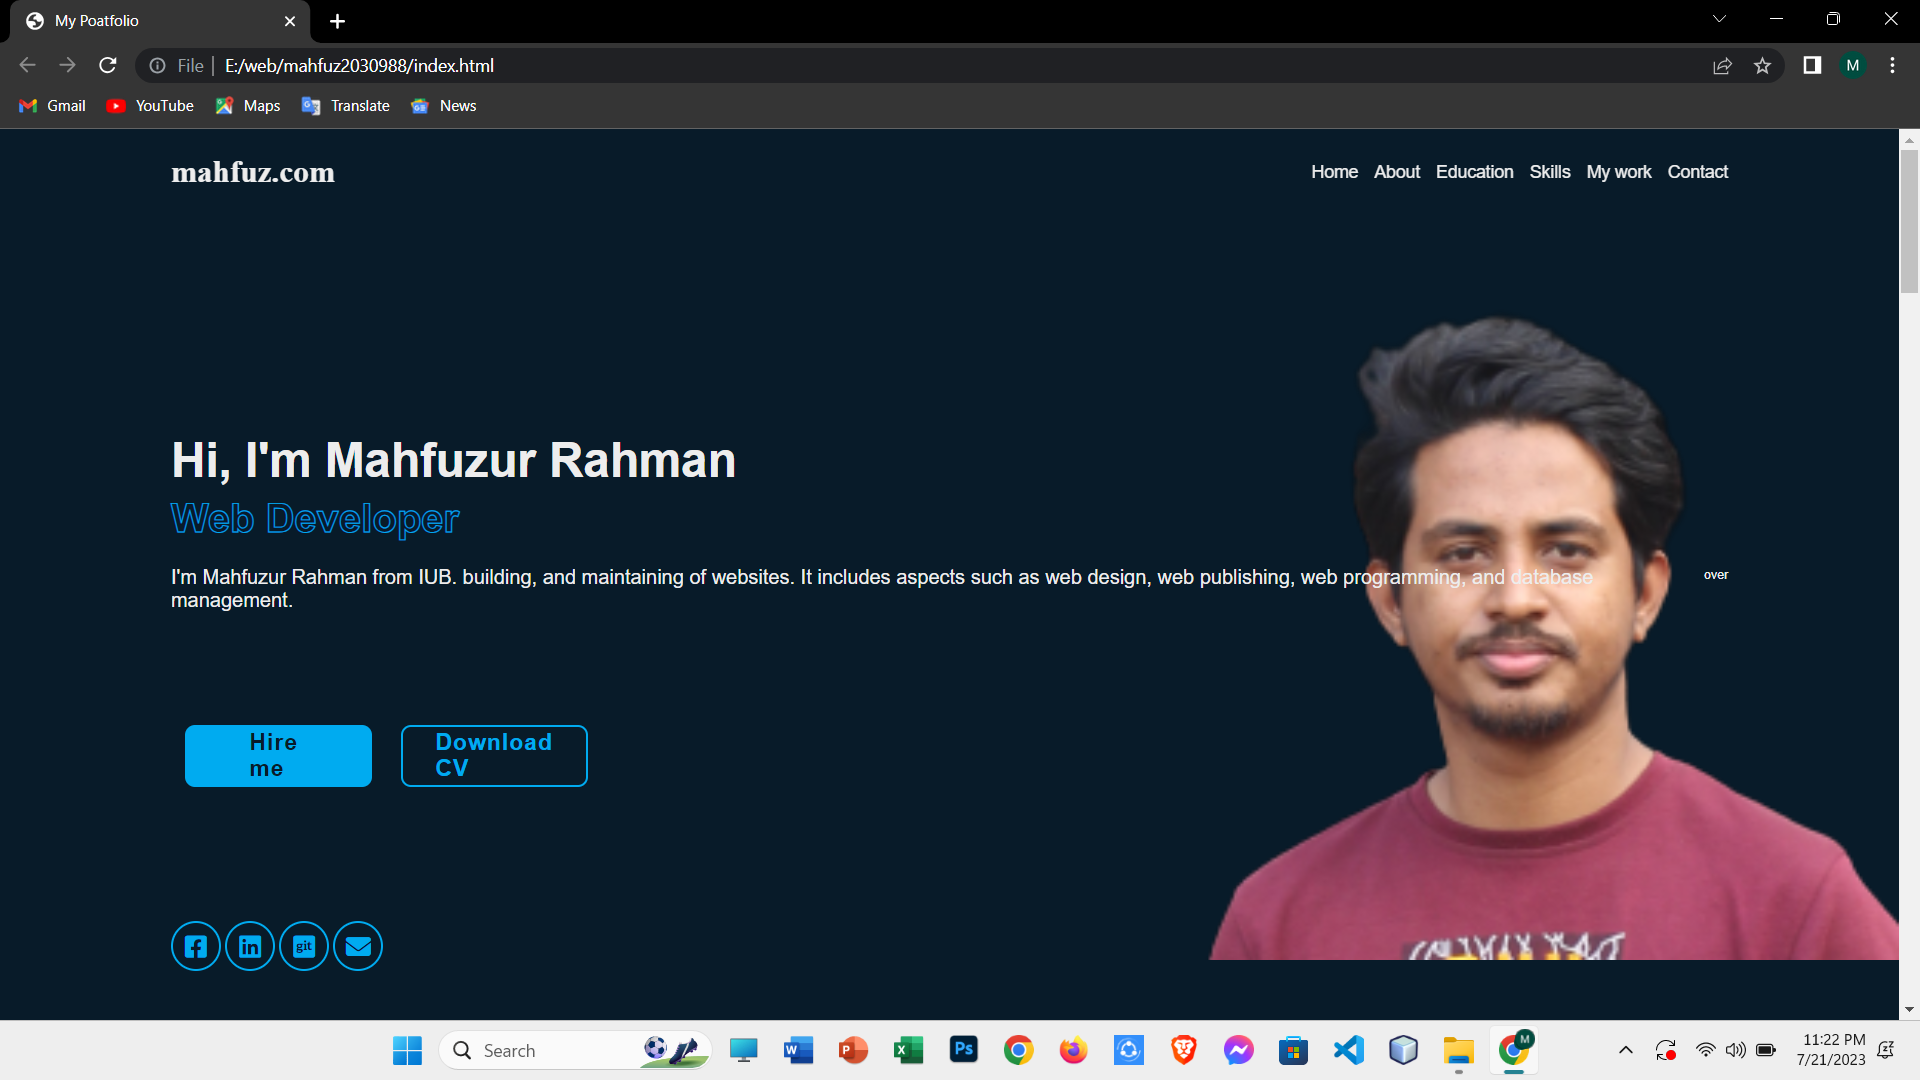 My Poatfolio
File | E:/web/mahfuz2030988/index.html
M
Gmail YouTube Maps Translate News
mahfuz.com
Home About Education Skills My work Contact
Hi, I'm Mahfuzur Rahman
Web Developer
I'm Mahfuzur Rahman from IUB. building, and maintaining of websites. It includes aspects such as web design, web publishing, web programming, and database
management.
over
Hire
me
Download
CV
git
Search
Ps
M
11:22 PM
7/21/2023